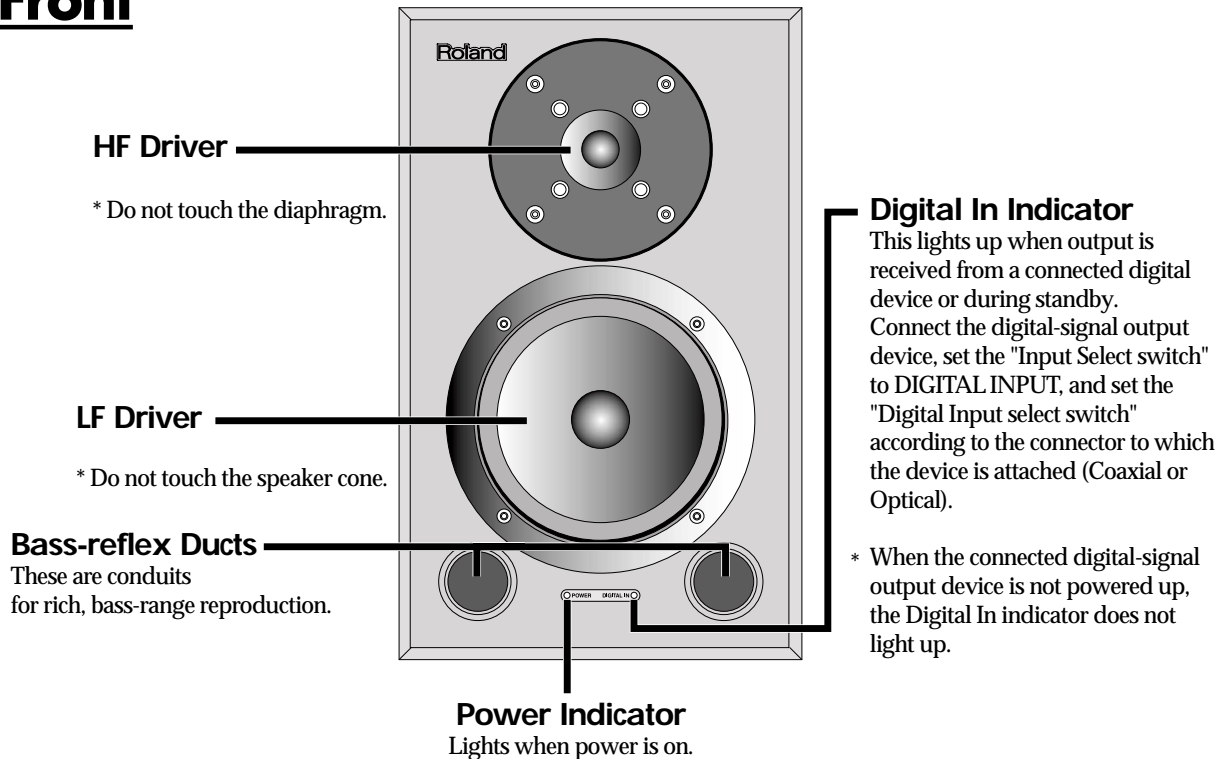 Front
Roland
HF Driver
* Do not touch the diaphragm.
Digital In Indicator
This lights up when output is
received from a connected digital
device or during standby.
Connect the digital-signal output
device, set the "Input Select switch"
to DIGITAL INPUT, and set the
"Digital Input select switch"
according to the connector to which
the device is attached (Coaxial or
Optical).
* When the connected digital-signal
output device is not powered up,
the Digital In indicator does not
light up.
LF Driver
* Do not touch the speaker cone.
Bass-reflex Ducts
These are conduits
for rich, bass-range reproduction.
POWER DIGITAL IN
Power Indicator
Lights when power is on.